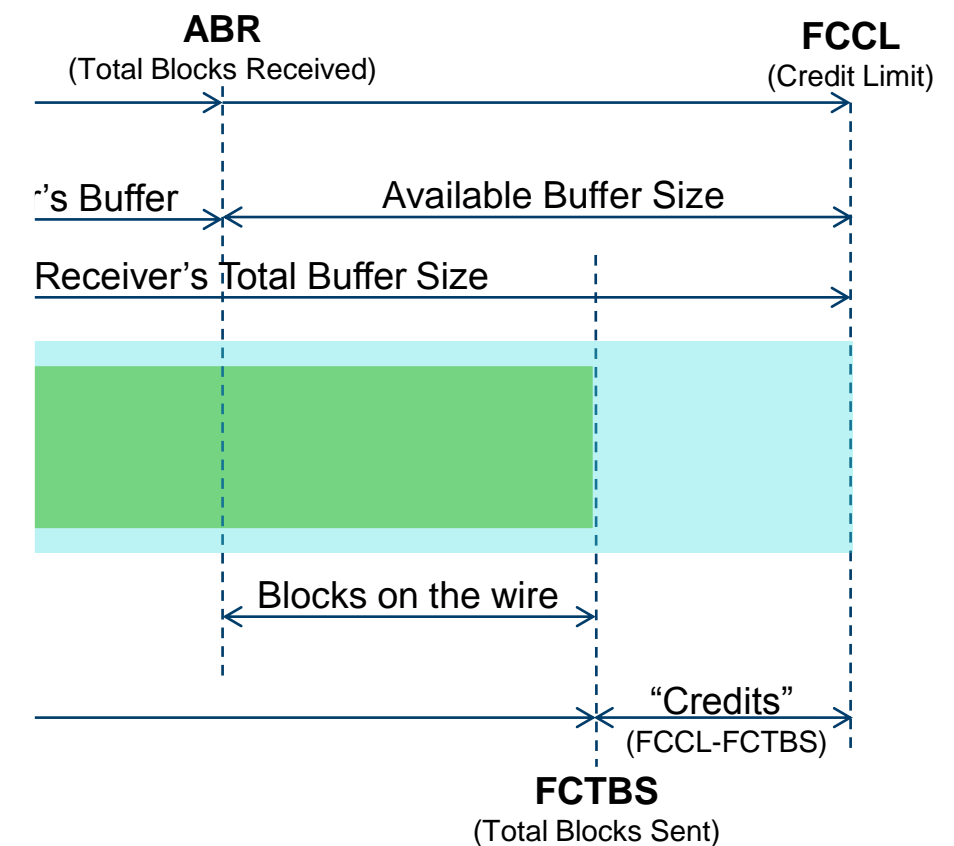 ABR
(Total Blocks Received)
FCCL
(Credit Limit)
r's Buffer
Available Buffer Size
Receiver’s Total Buffer Size
Blocks on the wire
“Credits”
(FCCL-FCTBS)
FCTBS
(Total Blocks Sent)